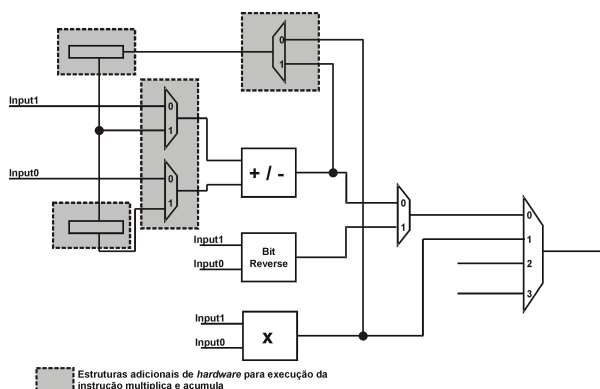 0
1
Input1
0
1
Input0
0
1
+ / -
0
1
0
1
2
3
Input1
Input0
Bit
Reverse
Input1
Input0
x
Estruturas adicionais de hardware para execução da
instrução multiplica e acumula